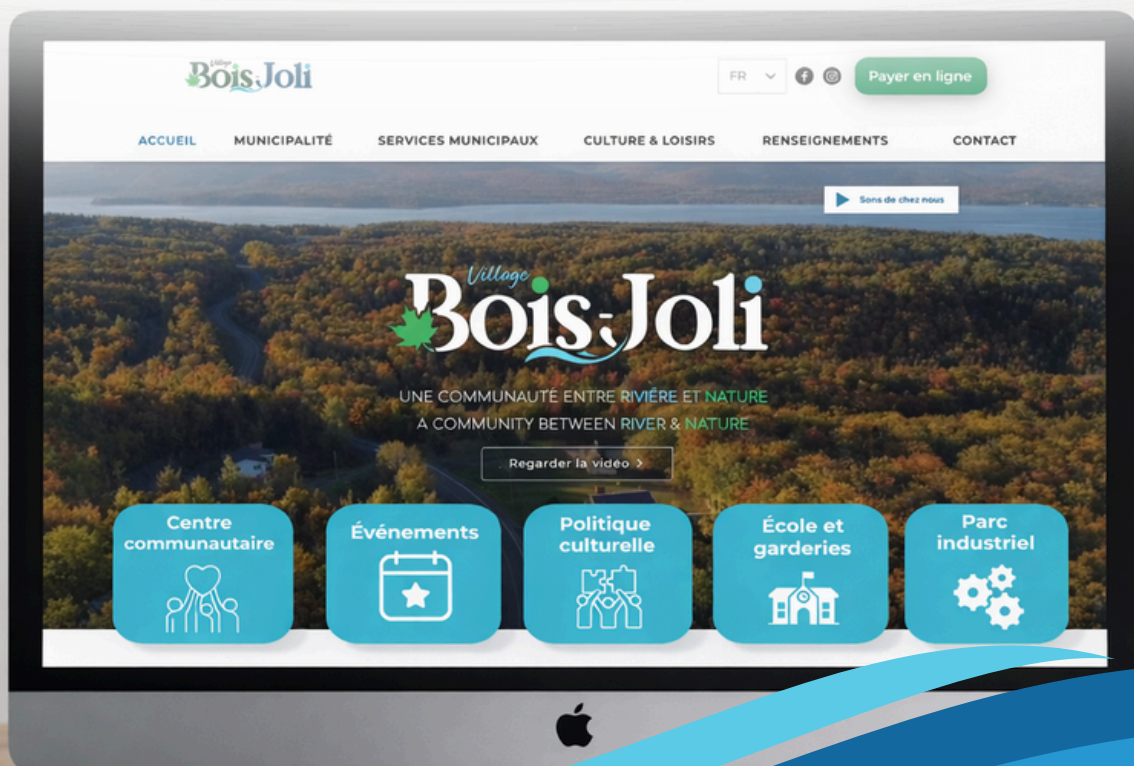 Village
Bois-Joli
FR
Payer en ligne
ACCUEIL MUNICIPALITÉ SERVICES MUNICIPAUX CULTURE & LOISIRS RENSEIGNEMENTS CONTACT
Sons de chez nous
Village
Bois-Joli
UNE COMMUNAUTÉ ENTRE RIVIÈRE ET NATURE
A COMMUNITY BETWEEN RIVER & NATURE
Regarder la vidéo >
Centre
communautaire
Événements
Politique
culturelle
École et
garderies
Parc
industriel